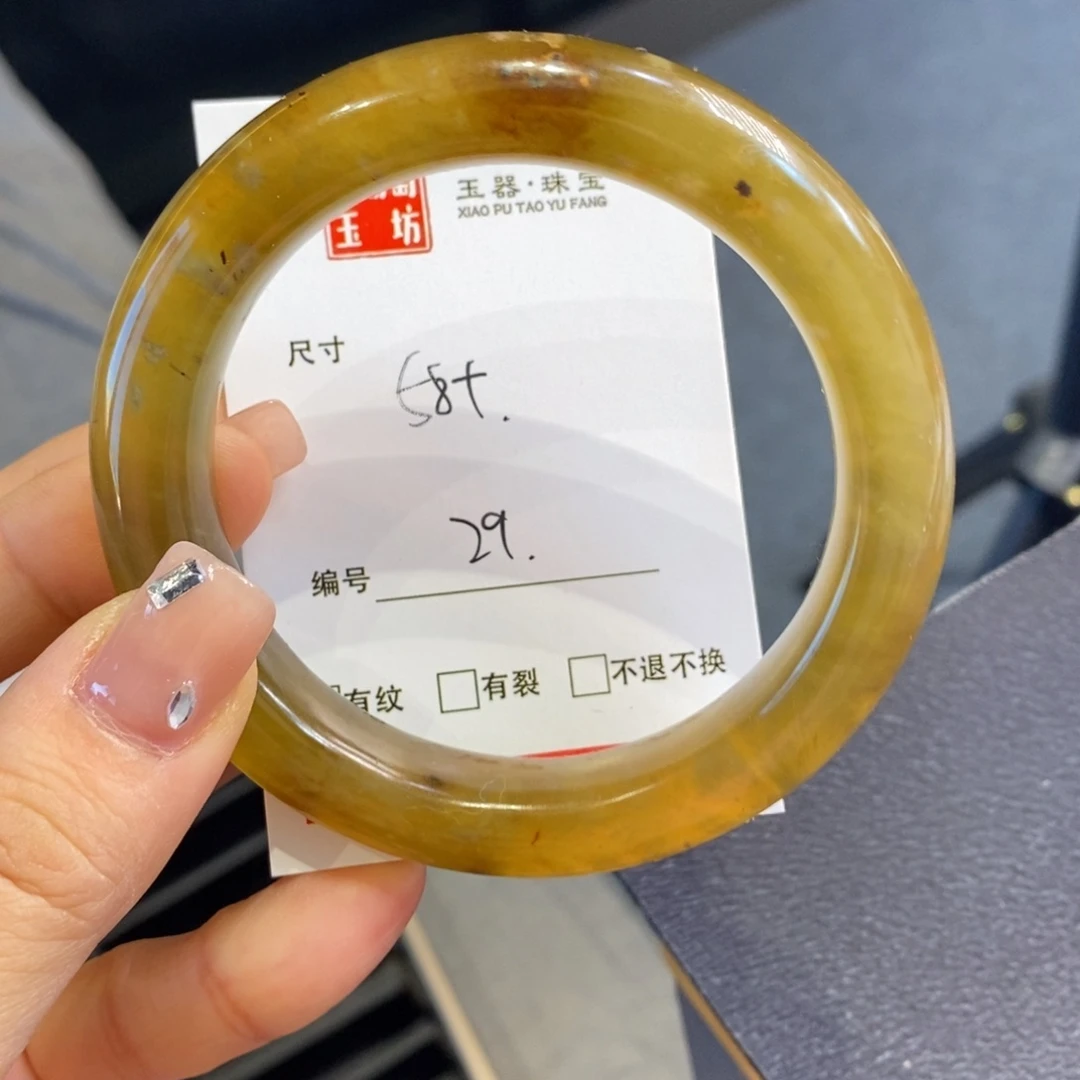 玉器·珠宝
XIAO PU TAO YU FANG
玉坊
尺寸 58+.
编号 29.
有纹 有裂 不退不换